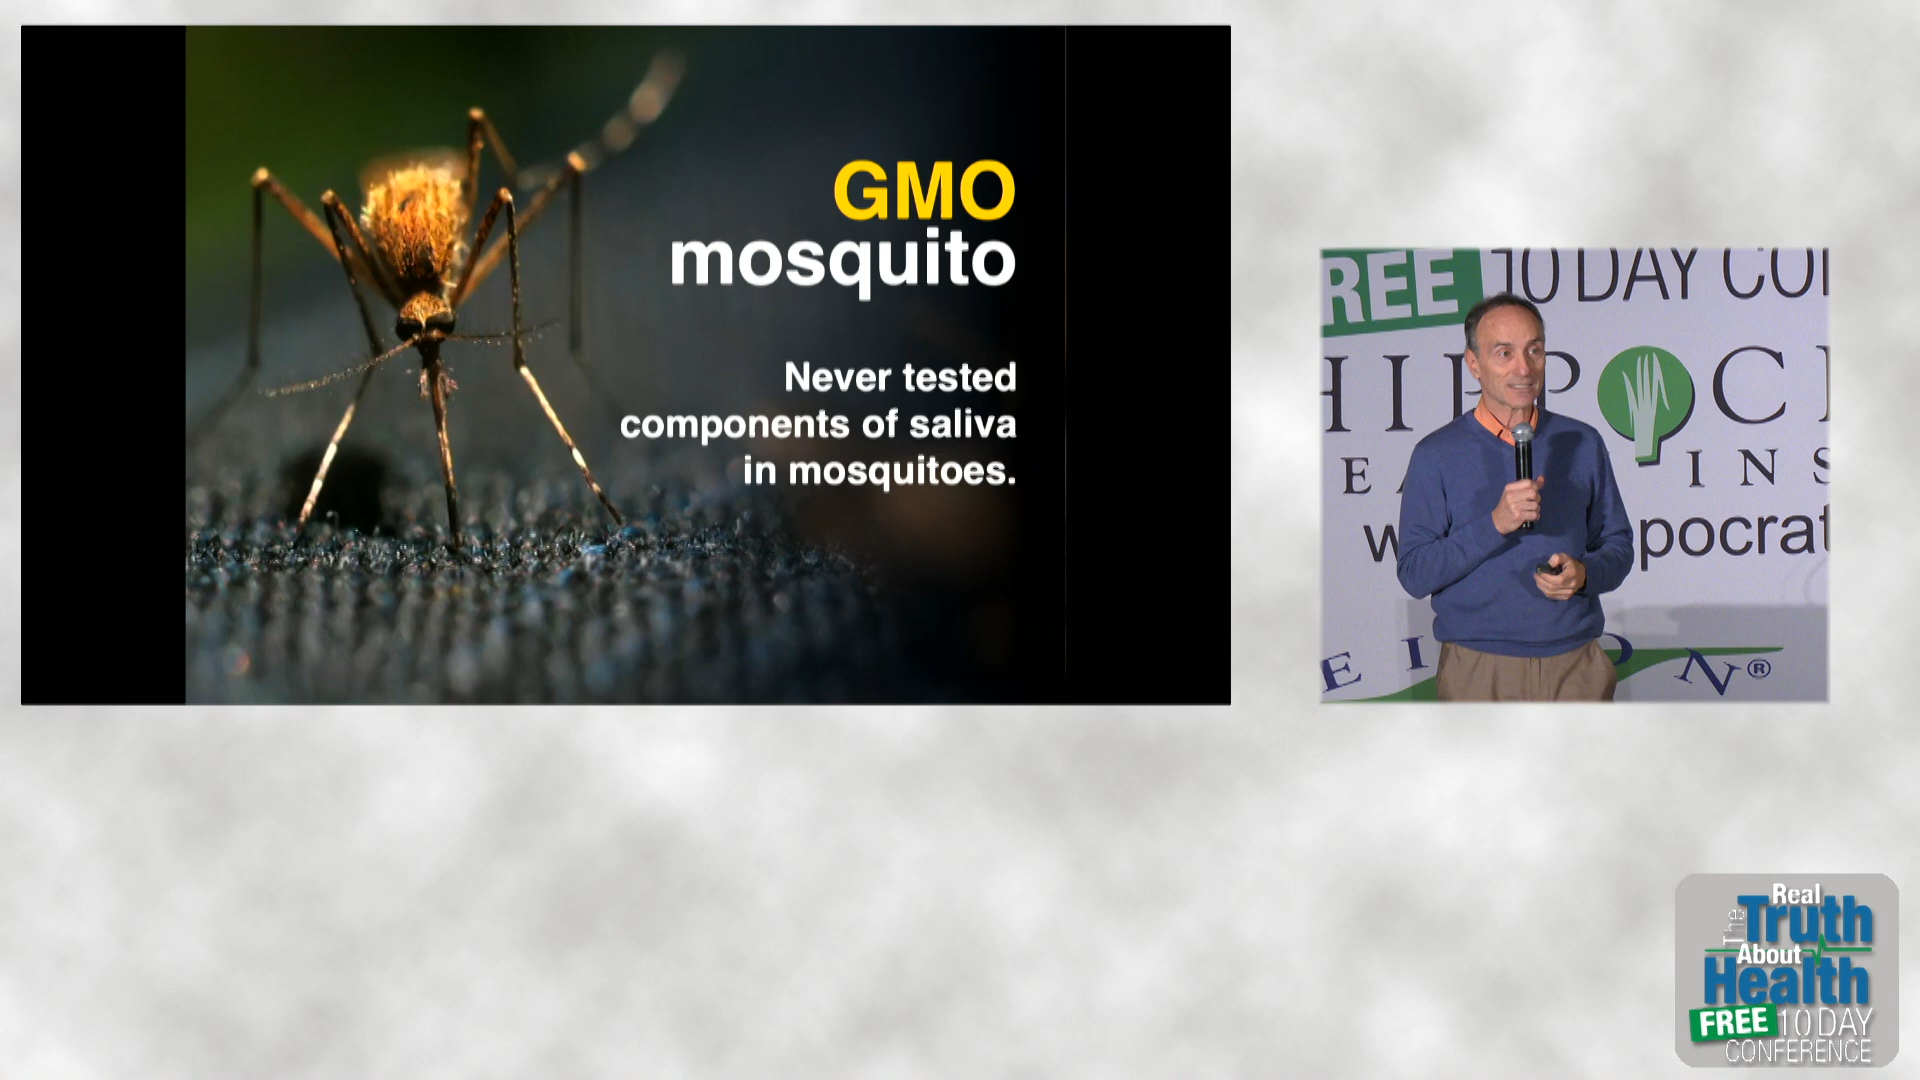 GMO
mosquito
Never tested
components of saliva
in mosquitoes.
REE 10 DAY CO
HIPPOC
E INS
w pocrat
E I O N®
The Real
Truth
About
Health
FREE 10 DAY
CONFERENCE